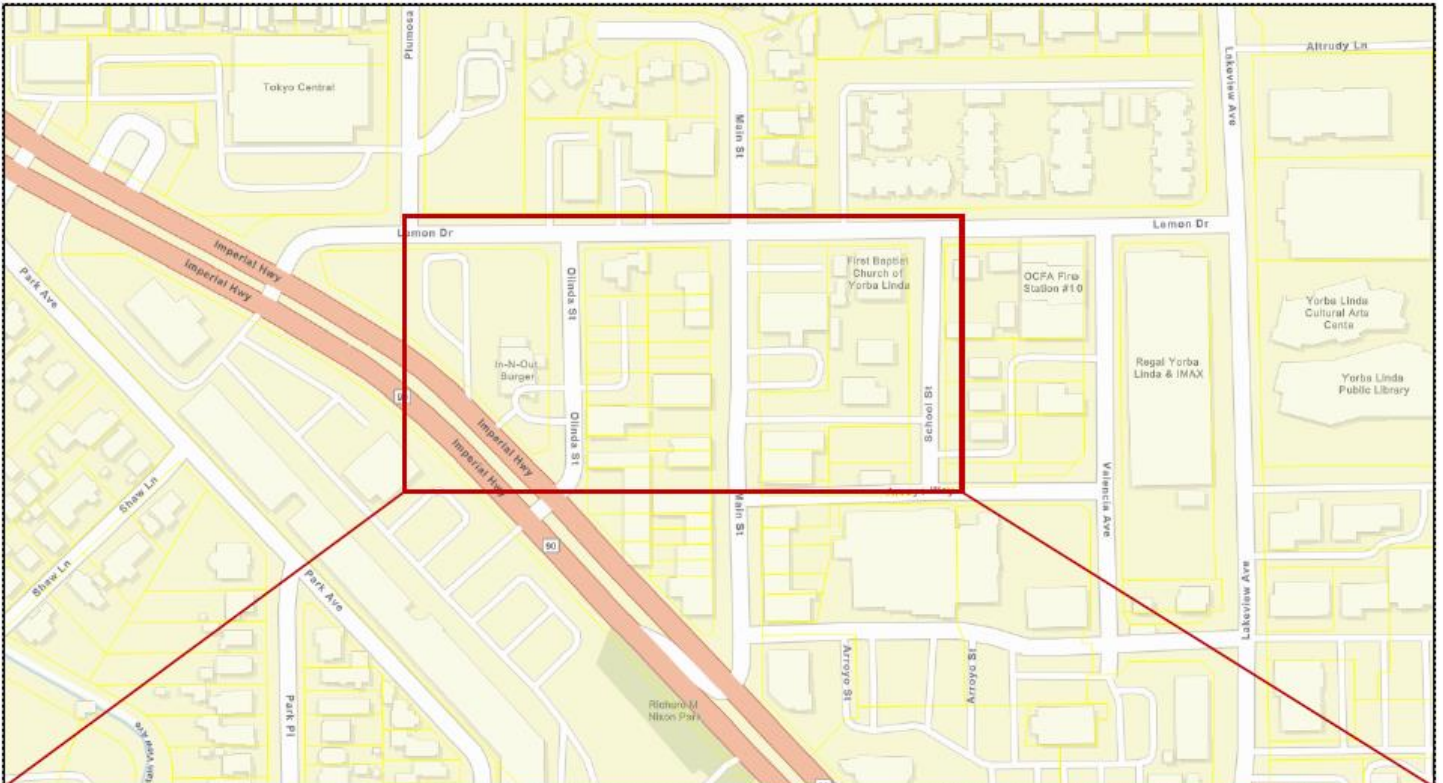 Plumosa
Altrudy Ln
Lakeview Ave
Tokyo Central
Main St
Lemon Dr
Lemon Dr
Imperial Hwy
Imperial Hwy
Park Ave
Olinda St
First Baptist
Church of
Yorba Linda
OCFA Fire
Station #10
Yorba Linda
Cultural Arts
Cente
In-N-Out
Burger
Regal Yorba
Linda & IMAX
Yorba Linda
Public Library
School St
Olinda St
Imperial Hwy
Imperial Hwy
Shaw Ln
Valencia Ave
Main St
90
Shaw Ln
Park Ave
Lakeview Ave
Arroyo St
Arroyo St
Park Pl
Richard M
Nixon Park